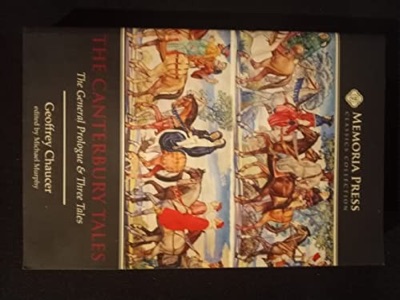 MEMORIA PRESS
CLASSICS COLLECTION
THE CANTERBURY TALES
The General Prologue & Three Tales
Geoffrey Chaucer
edited by Michael Murphy